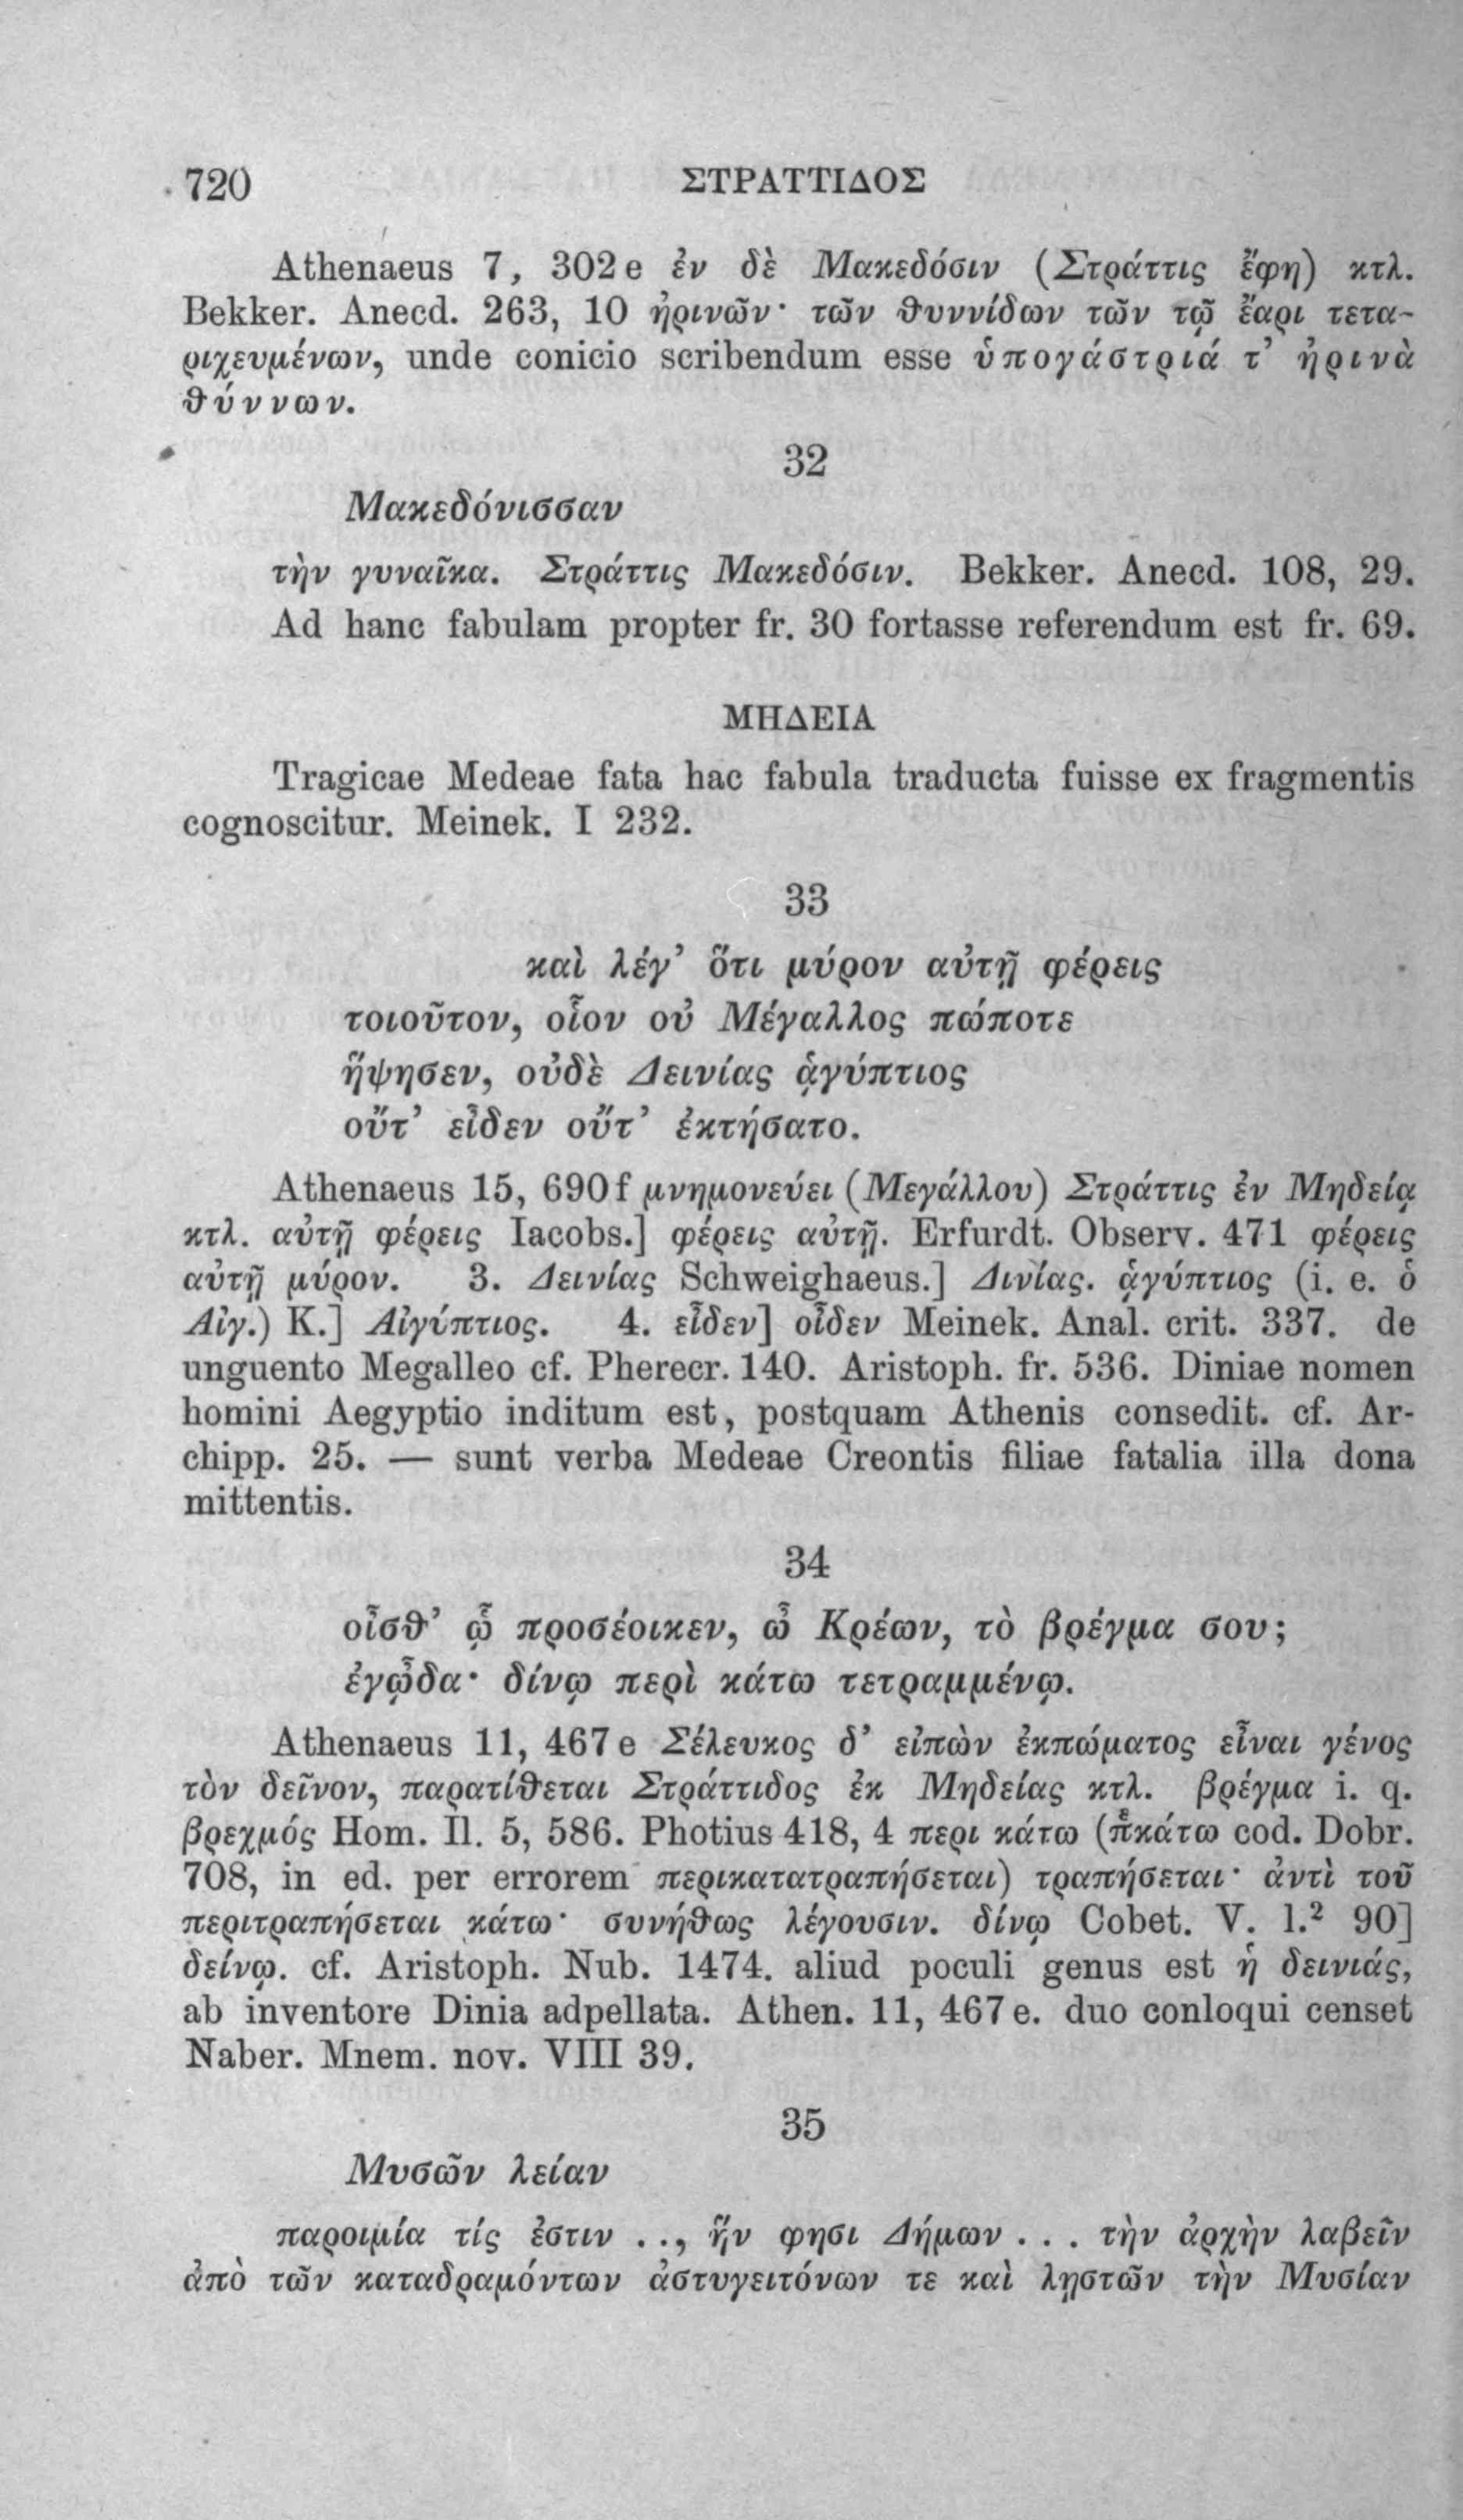 720
ΣΤΡΑΤΤΙΔΟΣ
Athenaeus 7, 302 e ἐν δὲ Μακεδόσιν (Στράττις ἔφη) κτλ.
Bekker. Anecd. 263, 10 ἠρινῶν· τῶν θυννίδων τῶν τῷ ἔαρι τετα-
ριχευμένων, unde conicio scribendum esse ὑπογάστριά τ’ ἠρινὰ
θύννων.
32
Μακεδόνισσαν
τὴν γυναῖκα. Στράττις Μακεδόσιν. Bekker. Anecd. 108, 29.
Ad hanc fabulam propter fr. 30 fortasse referendum est fr. 69.
ΜΗΔΕΙΑ
Tragicae Medeae fata hac fabula traducta fuisse ex fragmentis
cognoscitur. Meinek. I 232.
33
καὶ λέγ’ ὅτι μύρον αὐτῇ φέρεις
τοιοῦτον, οἷον οὐ Μέγαλλος πώποτε
ἥψησεν, οὐδὲ Δεινίας ᾁγύπτιος
οὔτ’ εἶδεν οὔτ’ ἐκτήσατο.
Athenaeus 15, 690 f μνημονεύει (Μεγάλλου) Στράττις ἐν Μηδείᾳ
κτλ. αὐτῇ φέρεις Iacobs.] φέρεις αὐτῇ. Erfurdt. Observ. 471 φέρεις
αὐτῇ μύρον. 3. Δεινίας Schweighaeus.] Δινίας. ᾁγύπτιος (i. e. ὁ
Αἰγ.) K.] Αἰγύπτιος. 4. εἶδεν] οἶδεν Meinek. Anal. crit. 337. de
unguento Megalleo cf. Pherecr. 140. Aristoph. fr. 536. Diniae nomen
homini Aegyptio inditum est, postquam Athenis consedit. cf. Ar-
chipp. 25. — sunt verba Medeae Creontis filiae fatalia illa dona
mittentis.
34
οἶσθ’ ᾧ προσέοικεν, ὦ Κρέων, τὸ βρέγμα σου;
ἐγᾦδα· δίνῳ περὶ κάτω τετραμμένῳ.
Athenaeus 11, 467 e Σέλευκος δ’ εἰπὼν ἐκπώματος εἶναι γένος
τὸν δεῖνον, παρατίθεται Στράττιδος ἐκ Μηδείας κτλ. βρέγμα i. q.
βρεχμός Hom. Il. 5, 586. Photius 418, 4 περι κάτω ( cod. Dobr.
708, in ed. per errorem περικατατραπήσεται) τραπήσεται· ἀντὶ τοῦ
περιτραπήσεται κάτω· συνήθως λέγουσιν. δίνῳ Cobet. V. l.² 90]
δείνῳ. cf. Aristoph. Nub. 1474. aliud poculi genus est ἡ δεινιάς,
ab inventore Dinia adpellata. Athen. 11, 467 e. duo conloqui censet
Naber. Mnem. nov. VIII 39.
35
Μυσῶν λείαν
παροιμία τίς ἐστιν . ., ἥν φησι Δήμων . . . τὴν ἀρχὴν λαβεῖν
ἀπὸ τῶν καταδραμόντων ἀστυγειτόνων τε καὶ λῃστῶν τὴν Μυσίαν